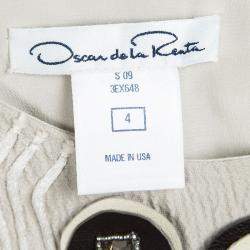 Oscar de la Renta
S 09
3EX648
4
MADE IN USA